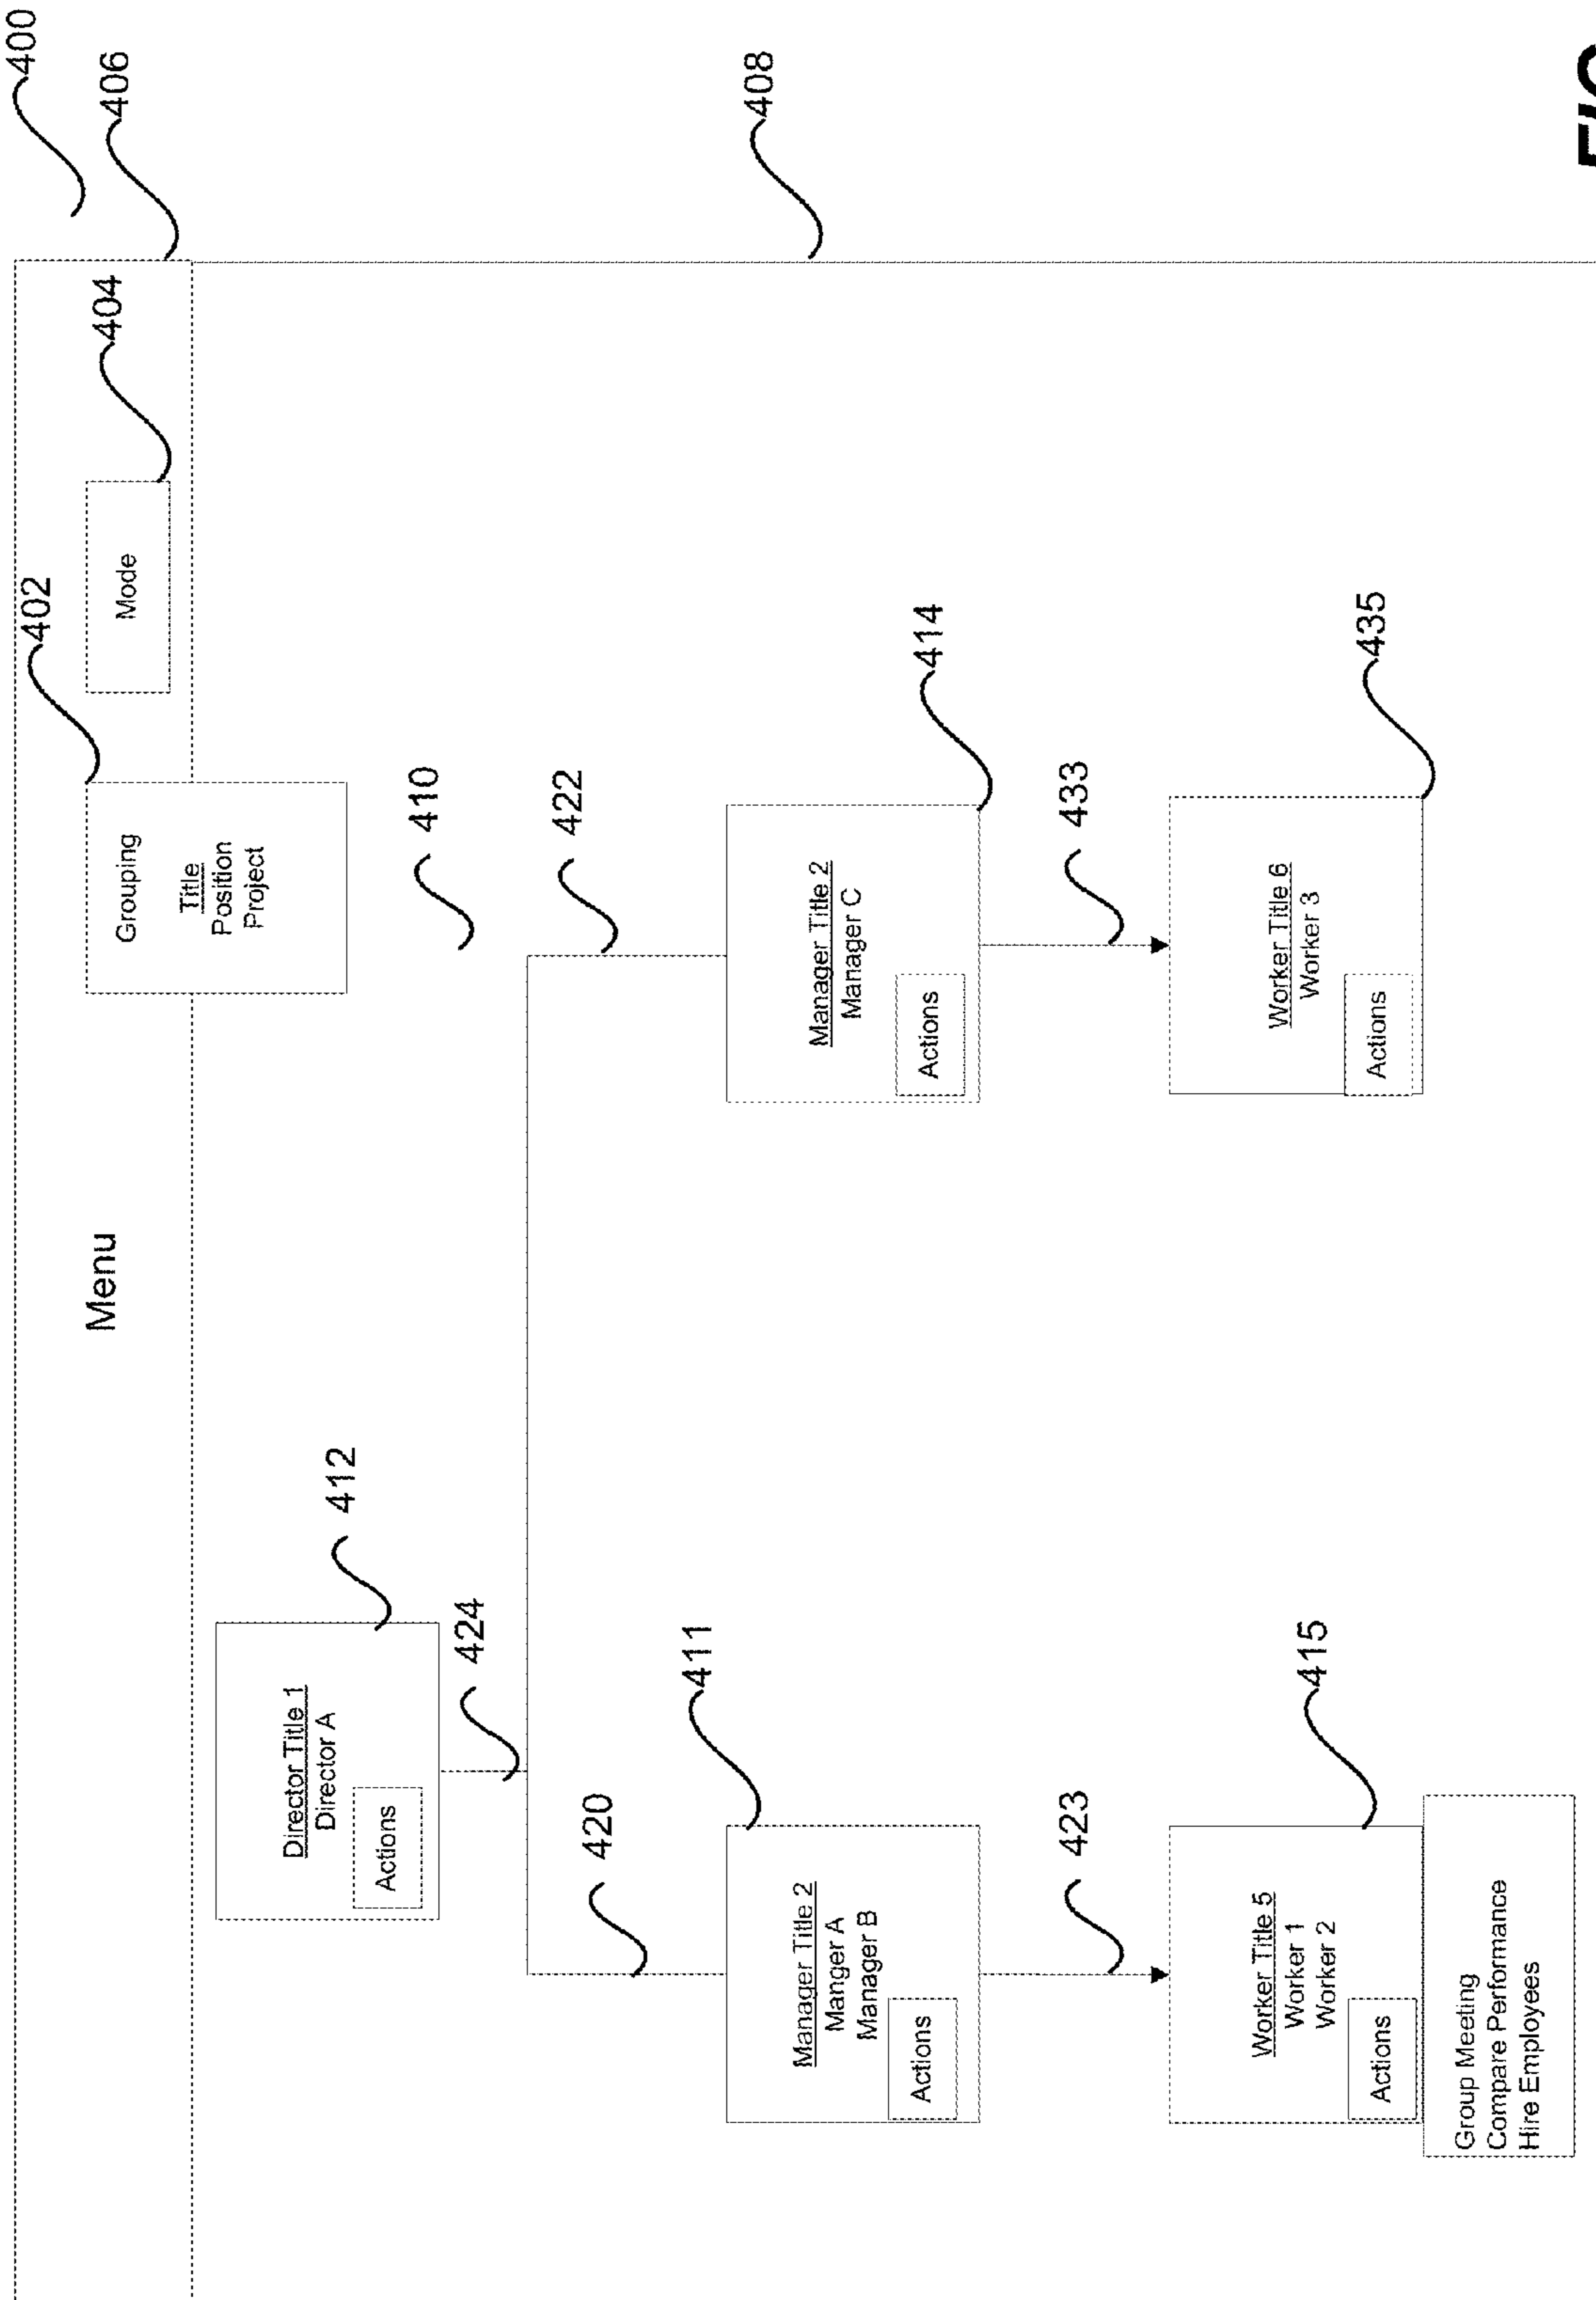 400
406
Menu
402
Grouping
Title
Position
Project
404
Mode
408
412
Director Title 1
Director A
Actions
410
424
420
422
411
Manager Title 2
Manger A
Manager B
Actions
414
Manager Title 2
Manager C
Actions
423
433
415
Worker Title 5
Worker 1
Worker 2
Actions
435
Worker Title 6
Worker 3
Actions
Group Meeting
Compare Performance
Hire Employees
FIG